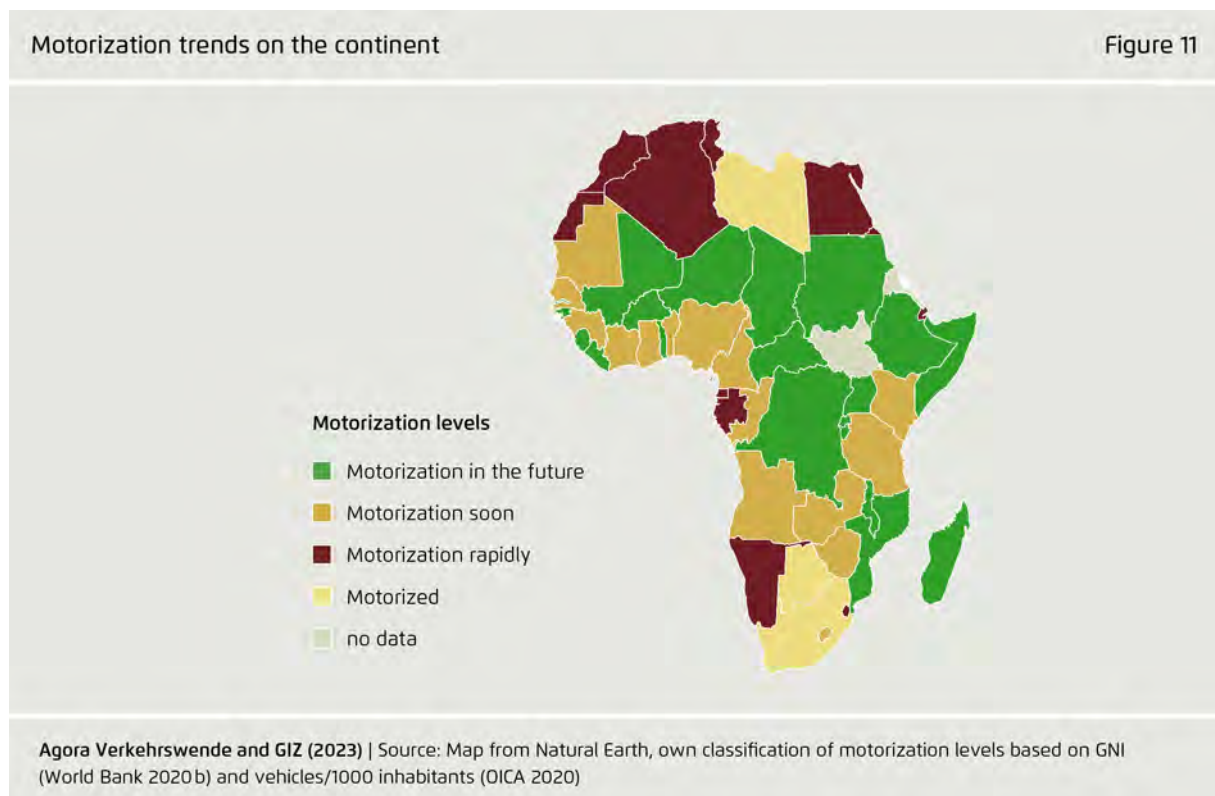 Motorization trends on the continent
Figure 11
Motorization levels
Motorization in the future
Motorization soon
Motorization rapidly
Motorized
no data
Agora Verkehrswende and GIZ (2023) | Source: Map from Natural Earth, own classification of motorization levels based on GNI
(World Bank 2020b) and vehicles/1000 inhabitants (OICA 2020)